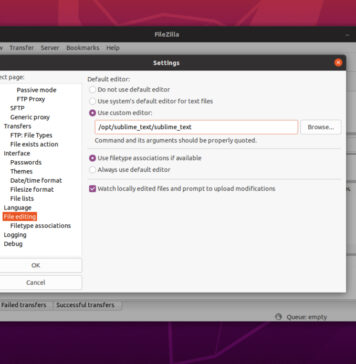 FileZilla
Transfer Server Bookmarks Help
Settings
ect page:
Passive mode
FTP Proxy
SFTP
Generic proxy
Transfers
FTP: File Types
File exists action
Interface
Passwords
Themes
Date/time format
Filesize format
File lists
Language
File editing
Filetype associations
Logging
Debug
OK
Cancel
Default editor:
Do not use default editor
Use system's default editor for text files
Use custom editor:
/opt/sublime_text/sublime_text
Browse...
Command and its arguments should be properly quoted.
Use filetype associations if available
Always use default editor
Watch locally edited files and prompt to upload modifications
Failed transfers Successful transfers
Queue: empty